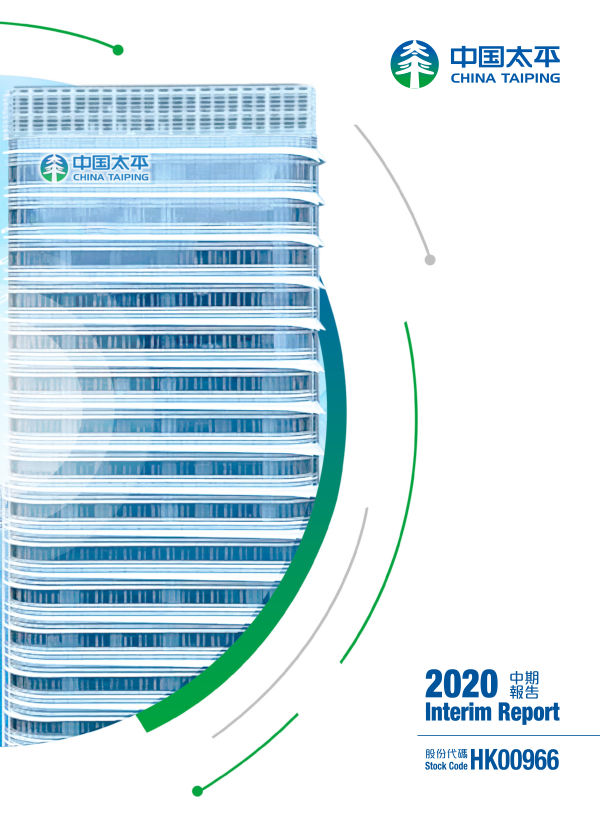 中国太平
CHINA TAIPING
中国太平
CHINA TAIPING
2020 中期
報告
Interim Report
股份代碼
Stock Code HK00966